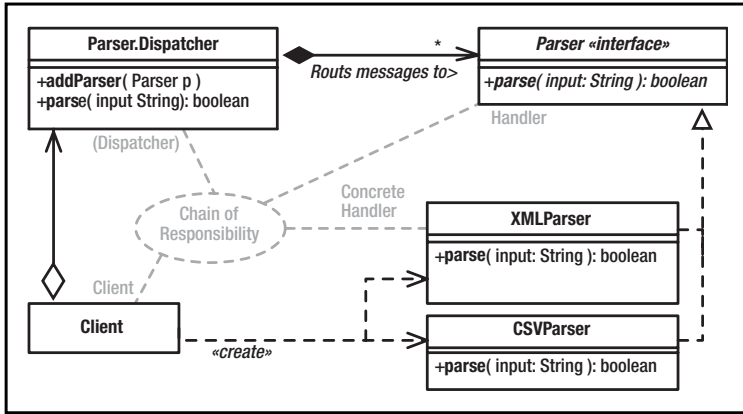 Parser.Dispatcher
+addParser( Parser p )
+parse( input String): boolean
*
Routs messages to>
Parser «interface»
+parse( input: String ): boolean
(Dispatcher)
Handler
Chain of
Responsibility
Concrete
Handler
XMLParser
+parse( input: String ): boolean
Client
Client
«create»
CSVParser
+parse( input: String ): boolean